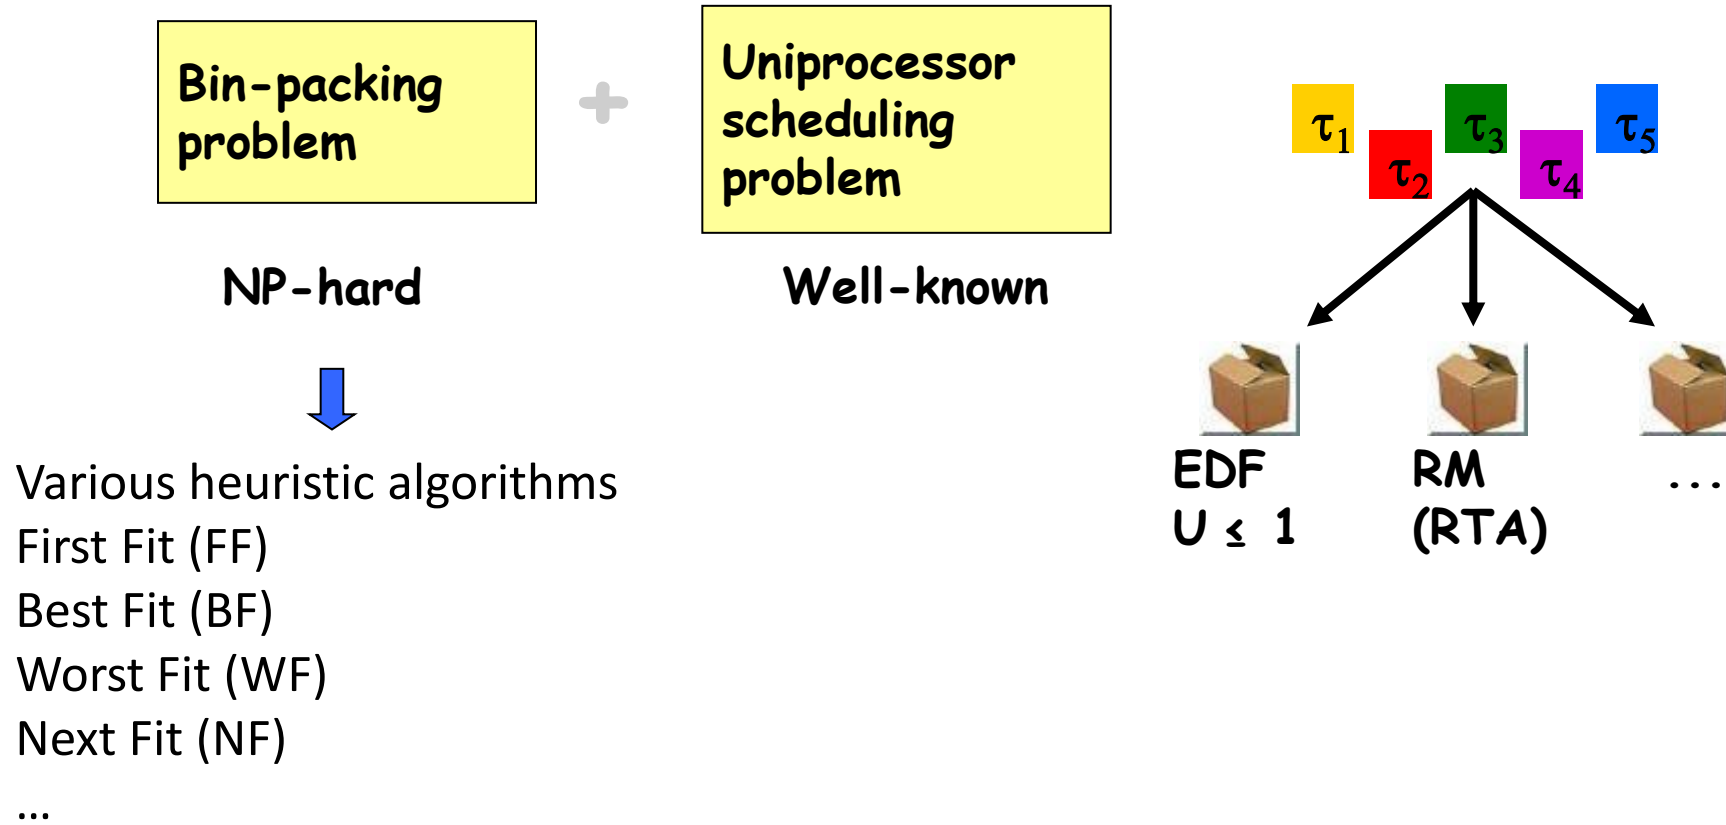 Bin-packing
problem
+
Uniprocessor
scheduling
problem
NP-hard
Well-known
Various heuristic algorithms
First Fit (FF)
Best Fit (BF)
Worst Fit (WF)
Next Fit (NF)
...
τ1
τ2
τ3
τ4
τ5
EDF
U ≤ 1
RM
(RTA)
...